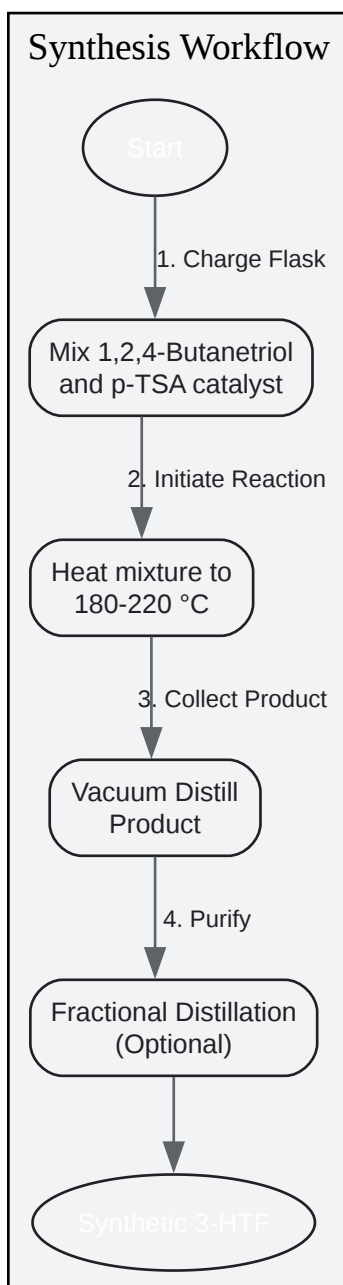 Synthesis Workflow
Start
1. Charge Flask
Mix 1,2,4-Butanetriol
and p-TSA catalyst
2. Initiate Reaction
Heat mixture to
180-220 °C
3. Collect Product
Vacuum Distill
Product
4. Purify
Fractional Distillation
(Optional)
Synthetic 3-HTF